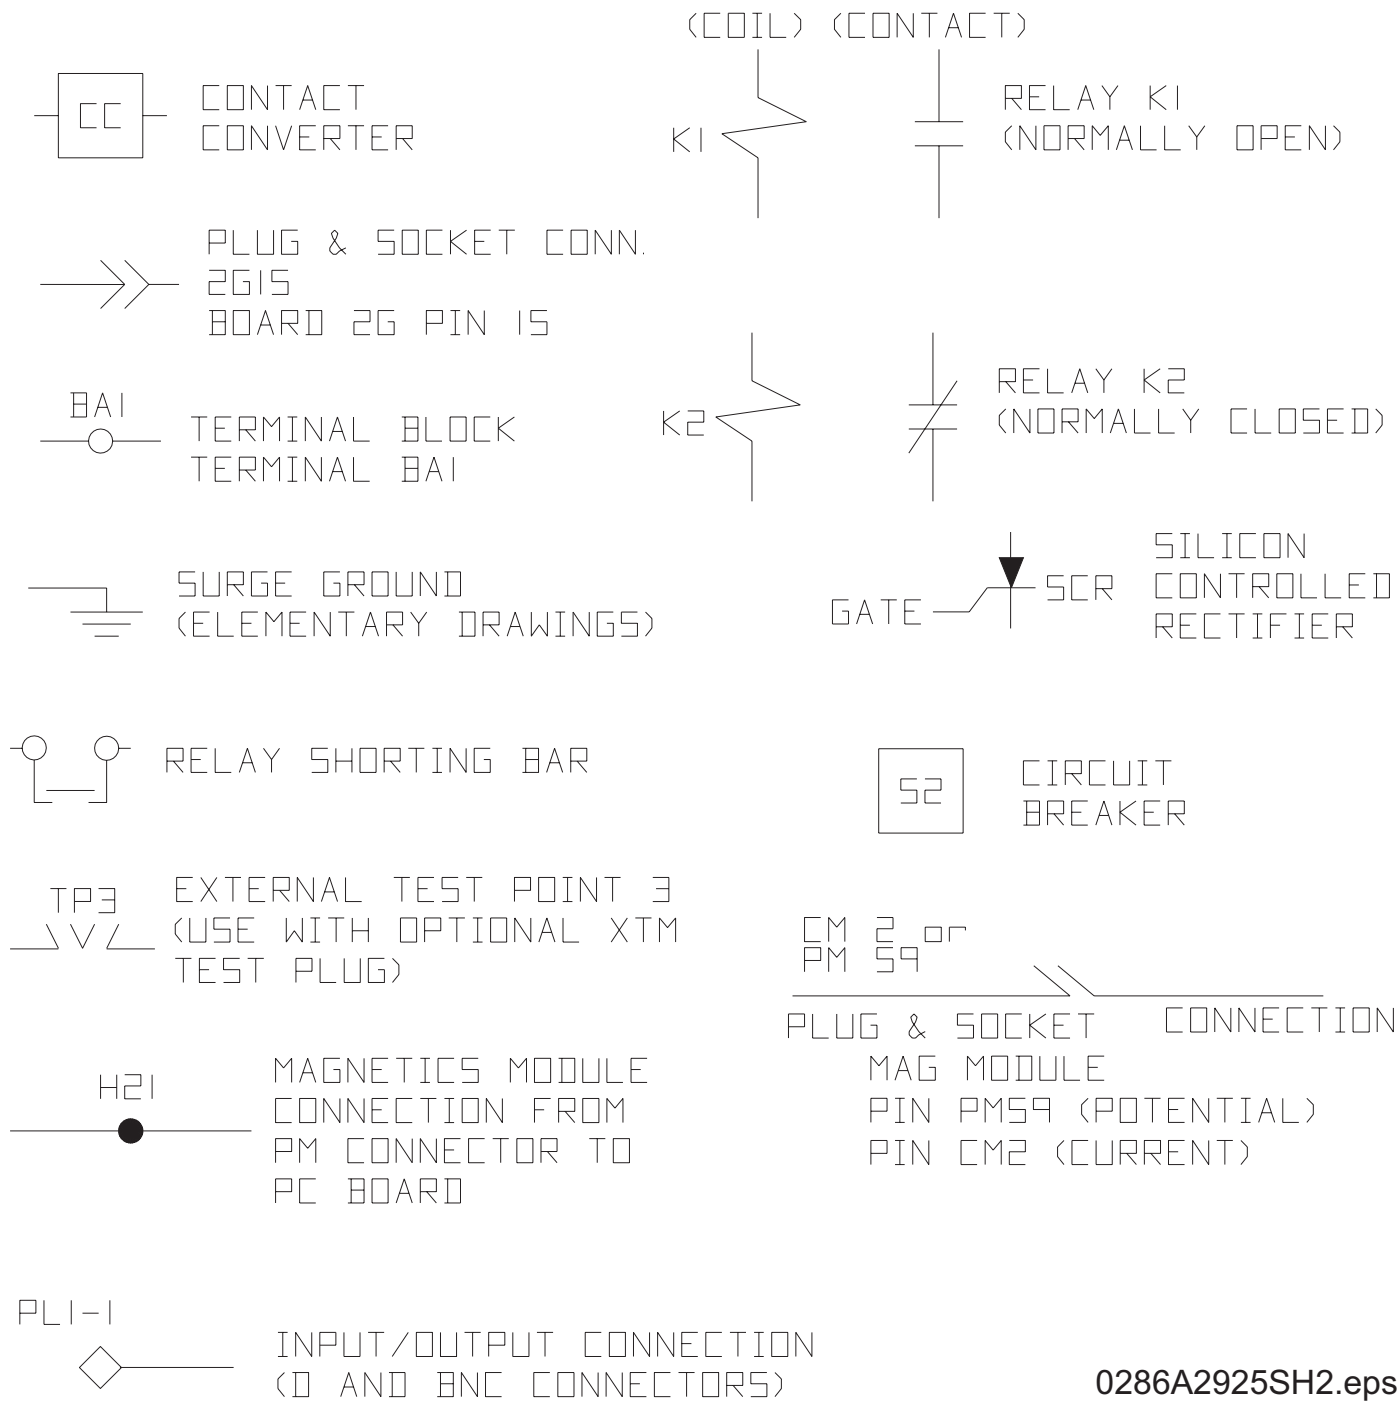 (COIL) (CONTACT)
CC
CONTACT
CONVERTER
K1
RELAY K1
(NORMALLY OPEN)
PLUG & SOCKET CONN.
2G15
BOARD 2G PIN 15
BA1
TERMINAL BLOCK
TERMINAL BA1
K2
RELAY K2
(NORMALLY CLOSED)
SURGE GROUND
(ELEMENTARY DRAWINGS)
GATE
SCR
SILICON
CONTROLLED
RECTIFIER
RELAY SHORTING BAR
S2
CIRCUIT
BREAKER
TP3
EXTERNAL TEST POINT 3
(USE WITH OPTIONAL XTM
TEST PLUG)
CM 2 or
PM 59
PLUG & SOCKET CONNECTION
MAG MODULE
PIN PM59 (POTENTIAL)
PIN CM2 (CURRENT)
H21
MAGNETICS MODULE
CONNECTION FROM
PM CONNECTOR TO
PC BOARD
PL1-1
INPUT/OUTPUT CONNECTION
(D AND BNC CONNECTORS)
0286A2925SH2.eps